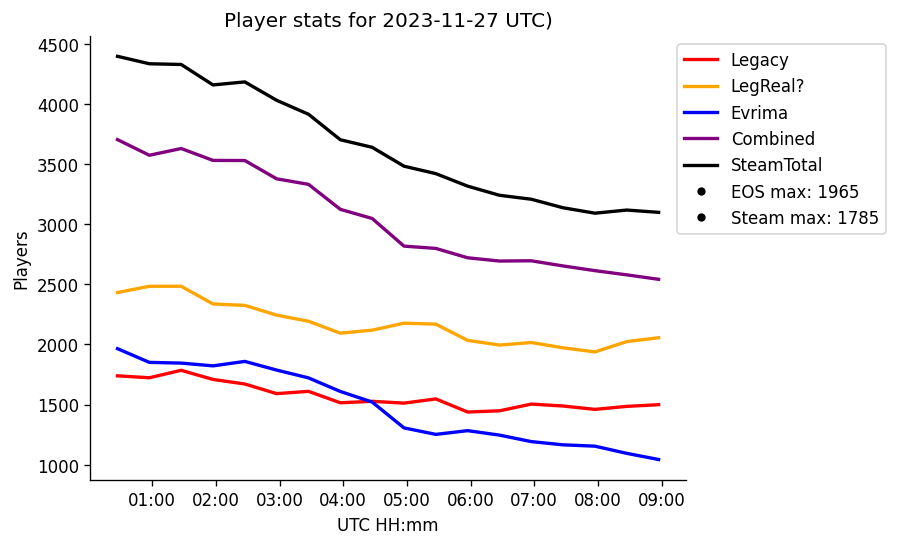 Player stats for 2023-11-27 UTC)
4500
4000
3500
3000
2500
2000
1500
1000
Players
01:00 02:00 03:00 04:00 05:00 06:00 07:00 08:00 09:00
UTC HH:mm
Legacy
LegReal?
Evrima
Combined
SteamTotal
EOS max: 1965
Steam max: 1785